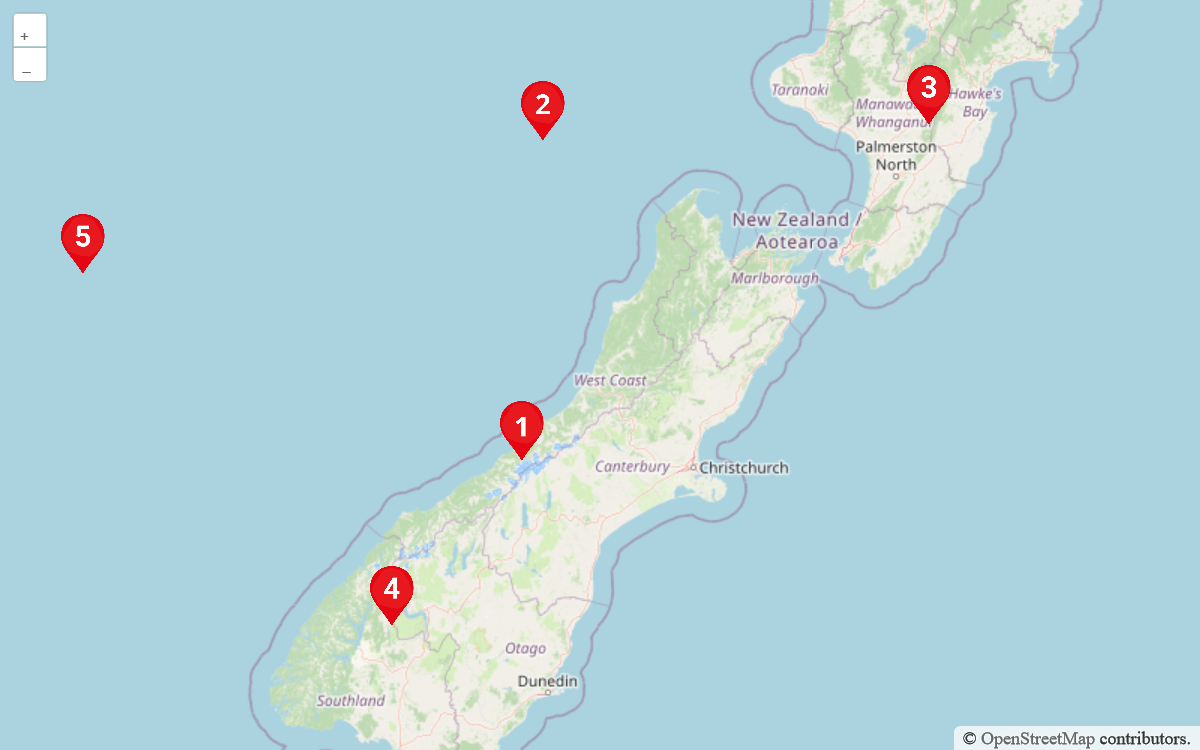 +
–
2
3
Taranaki
Hawke's
Bay
Manawa
Whanganui
Palmerston
North
5
New Zealand /
Aotearoa
Marlborough
West Coast
1
Canterbury
Christchurch
4
Otago
Dunedin
Southland
© OpenStreetMap contributors.